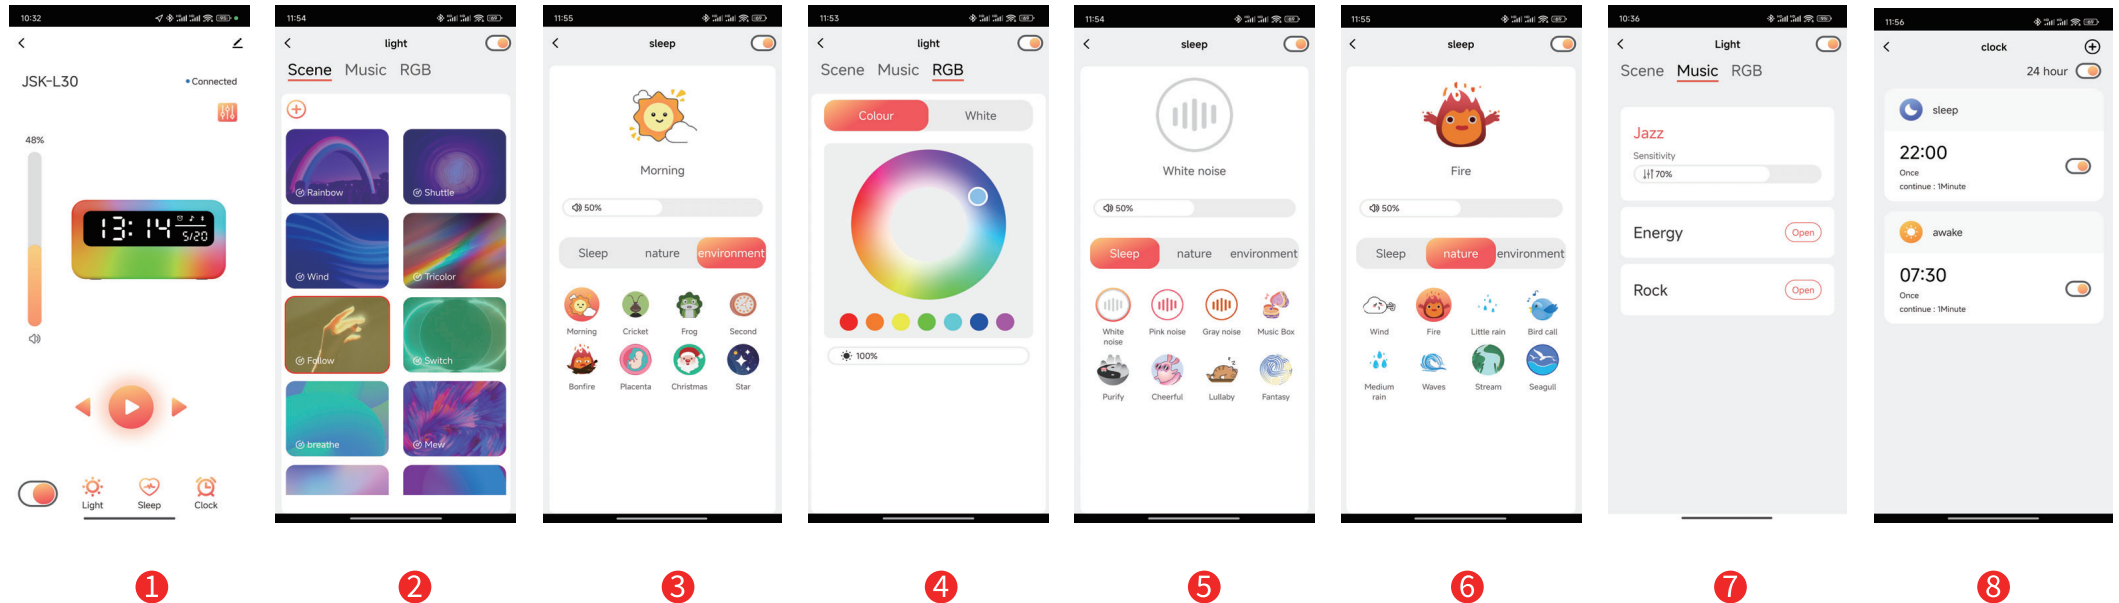 10:32
JSK-L30
Connected
48%
13:14
5/20
Light
Sleep
Clock
1
11:54
light
Scene Music RGB
Rainbow
Shuttle
Wind
Tricolor
Follow
Switch
breathe
Mew
2
11:55
sleep
Morning
50%
Sleep nature environment
Morning Cricket Frog Second
Bonfire Placenta Christmas Star
3
11:53
light
Scene Music RGB
Colour White
100%
4
11:54
sleep
White noise
50%
Sleep nature environment
White noise Pink noise Gray noise Music Box
Purify Cheerful Lullaby Fantasy
5
11:55
sleep
Fire
50%
Sleep nature environment
Wind Fire Little rain Bird call
Medium rain Waves Stream Seagull
6
10:36
Light
Scene Music RGB
Jazz
Sensitivity
70%
Energy Open
Rock Open
7
11:56
clock
24 hour
sleep
22:00
Once
continue : 1Minute
awake
07:30
Once
continue : 1Minute
8